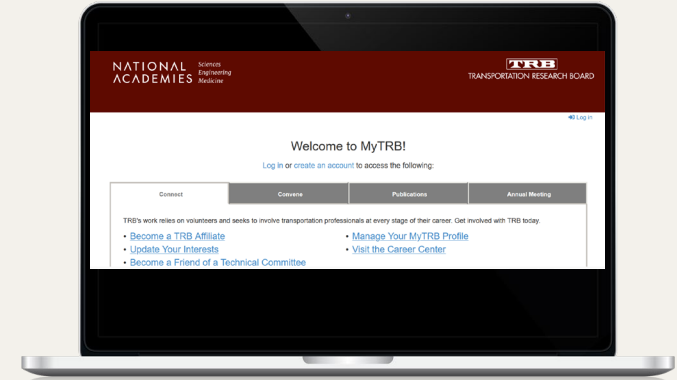 NATIONAL ACADEMIES
Sciences
Engineering
Medicine
TRB
TRANSPORTATION RESEARCH BOARD
Log in
Welcome to MyTRB!
Log in or create an account to access the following:
Connect
Convene
Publications
Annual Meeting
TRB's work relies on volunteers and seeks to involve transportation professionals at every stage of their career. Get involved with TRB today.
• Become a TRB Affiliate
• Manage Your MyTRB Profile
• Update Your Interests
• Visit the Career Center
• Become a Friend of a Technical Committee